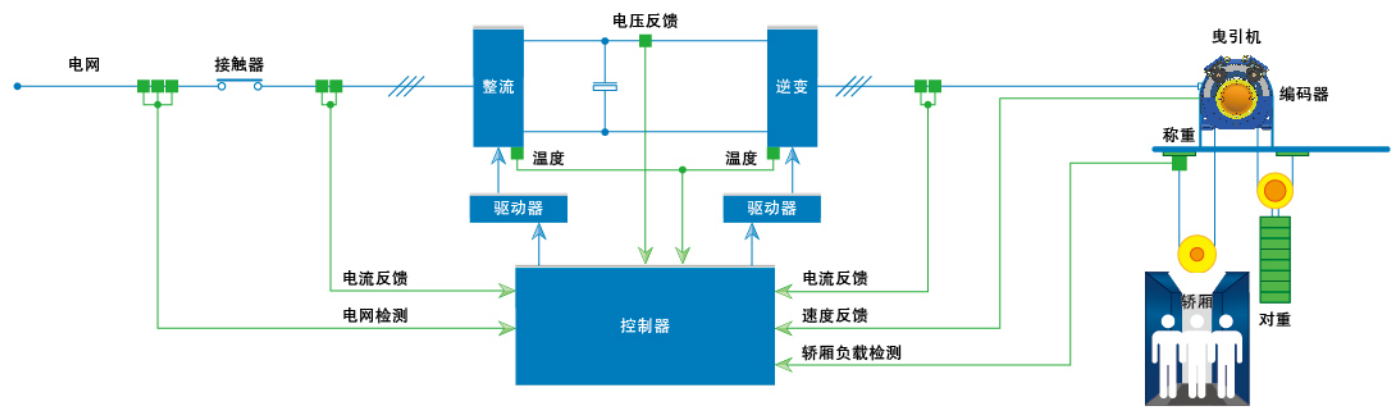 电压反馈
曳引机
电网
接触器
整流
逆变
编码器
称重
温度
温度
驱动器
驱动器
电流反馈
电流反馈
轿厢
电网检测
控制器
速度反馈
对重
轿厢负载检测